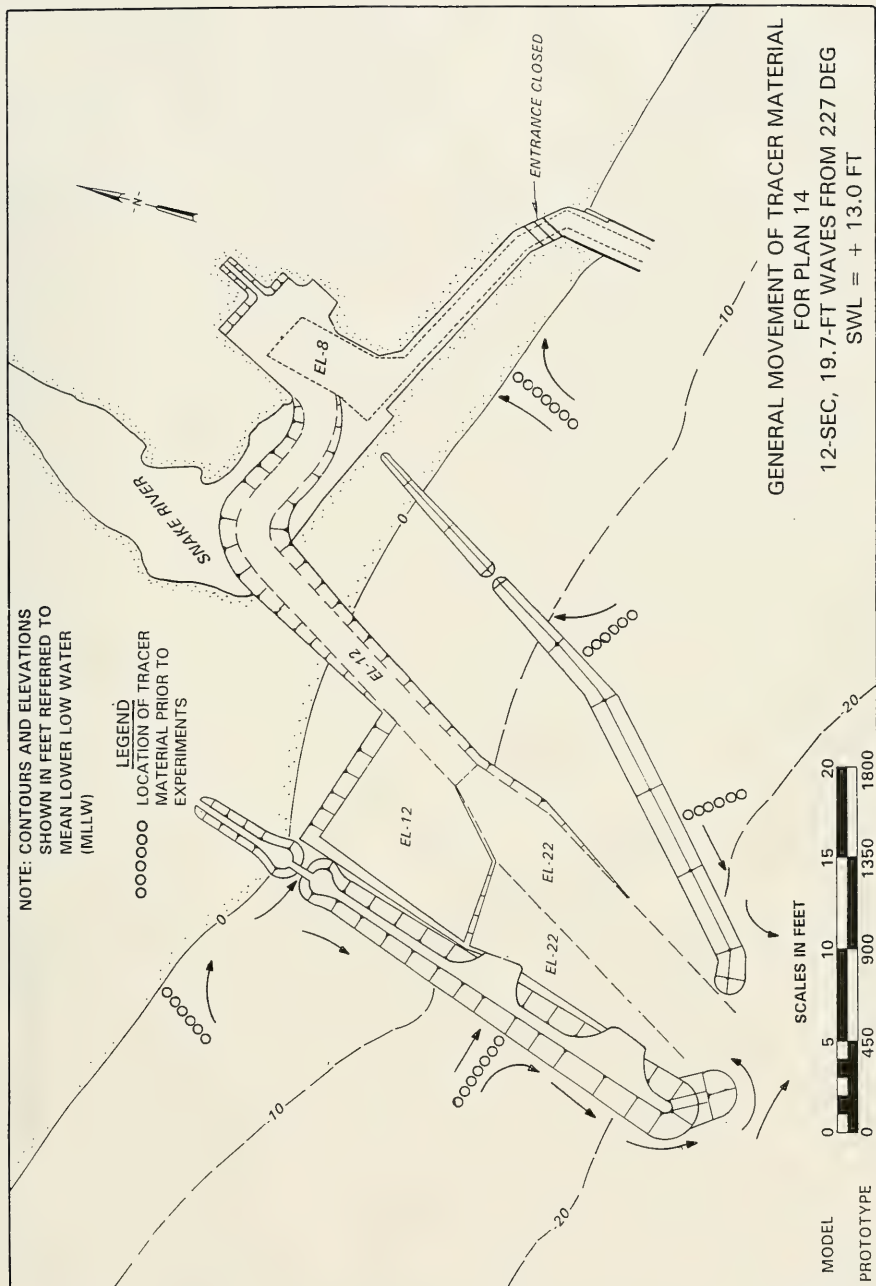 NOTE: CONTOURS AND ELEVATIONS
SHOWN IN FEET REFERRED TO
MEAN LOWER LOW WATER
(MLLW)
LEGEND
LOCATION OF TRACER
MATERIAL PRIOR TO
EXPERIMENTS
-N-
SNAKE RIVER
EL-8
ENTRANCE CLOSED
0
0
EL-12
EL-12
EL-22
EL-22
-10
-10
-20
-20
GENERAL MOVEMENT OF TRACER MATERIAL
FOR PLAN 14
12-SEC, 19.7-FT WAVES FROM 227 DEG
SWL = + 13.0 FT
SCALES IN FEET
MODEL 0 5 10 15 20
PROTOTYPE 0 450 900 1350 1800